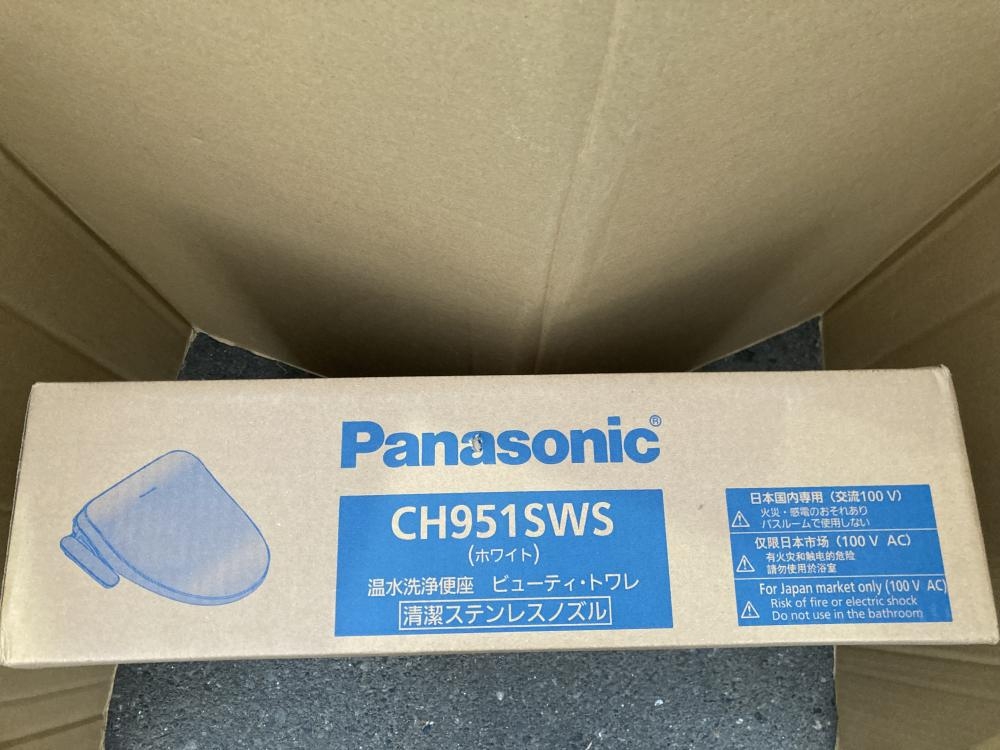 Panasonic®
CH951SWS
(ホワイト)
温水洗浄便座 ビューティ・トワレ
清潔ステンレスノズル
日本国内専用（交流100 V）
火災・感電のおそれあり
バスルームで使用しない
仅限日本市场（100 V AC）
有火灾和触电的危险
請勿使用於浴室
For Japan market only (100 V AC)
Risk of fire or electric shock
Do not use in the bathroom